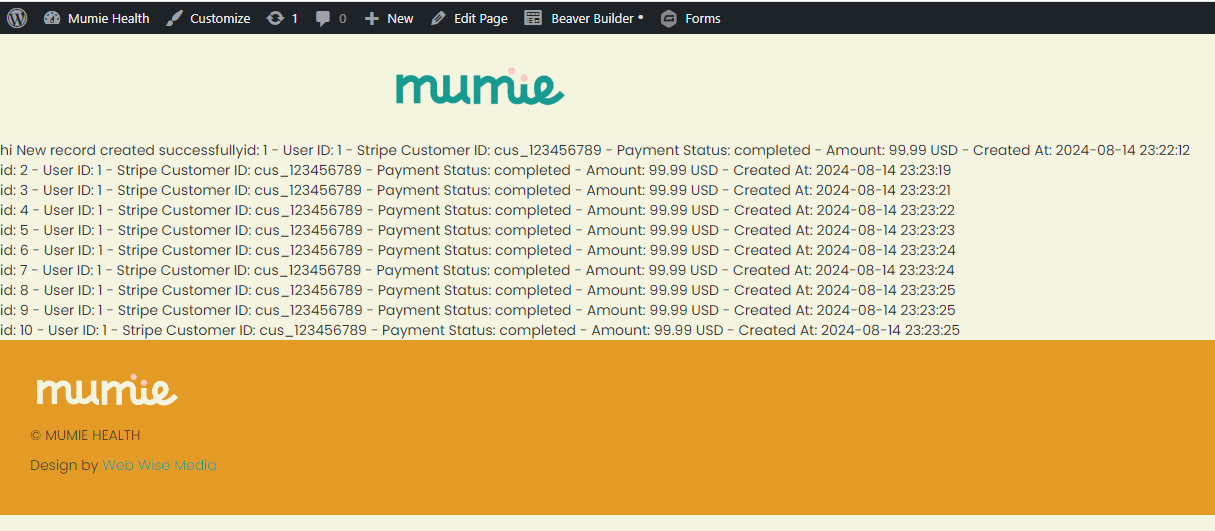 Mumie Health Customize 1 0 New Edit Page Beaver Builder • Forms
mumie
hi New record created successfullyid: 1 - User ID: 1 - Stripe Customer ID: cus_123456789 - Payment Status: completed - Amount: 99.99 USD - Created At: 2024-08-14 23:22:12
id: 2 - User ID: 1 - Stripe Customer ID: cus_123456789 - Payment Status: completed - Amount: 99.99 USD - Created At: 2024-08-14 23:23:19
id: 3 - User ID: 1 - Stripe Customer ID: cus_123456789 - Payment Status: completed - Amount: 99.99 USD - Created At: 2024-08-14 23:23:21
id: 4 - User ID: 1 - Stripe Customer ID: cus_123456789 - Payment Status: completed - Amount: 99.99 USD - Created At: 2024-08-14 23:23:22
id: 5 - User ID: 1 - Stripe Customer ID: cus_123456789 - Payment Status: completed - Amount: 99.99 USD - Created At: 2024-08-14 23:23:23
id: 6 - User ID: 1 - Stripe Customer ID: cus_123456789 - Payment Status: completed - Amount: 99.99 USD - Created At: 2024-08-14 23:23:24
id: 7 - User ID: 1 - Stripe Customer ID: cus_123456789 - Payment Status: completed - Amount: 99.99 USD - Created At: 2024-08-14 23:23:24
id: 8 - User ID: 1 - Stripe Customer ID: cus_123456789 - Payment Status: completed - Amount: 99.99 USD - Created At: 2024-08-14 23:23:25
id: 9 - User ID: 1 - Stripe Customer ID: cus_123456789 - Payment Status: completed - Amount: 99.99 USD - Created At: 2024-08-14 23:23:25
id: 10 - User ID: 1 - Stripe Customer ID: cus_123456789 - Payment Status: completed - Amount: 99.99 USD - Created At: 2024-08-14 23:23:25
mumie
© MUMIE HEALTH
Design by Web Wise Media